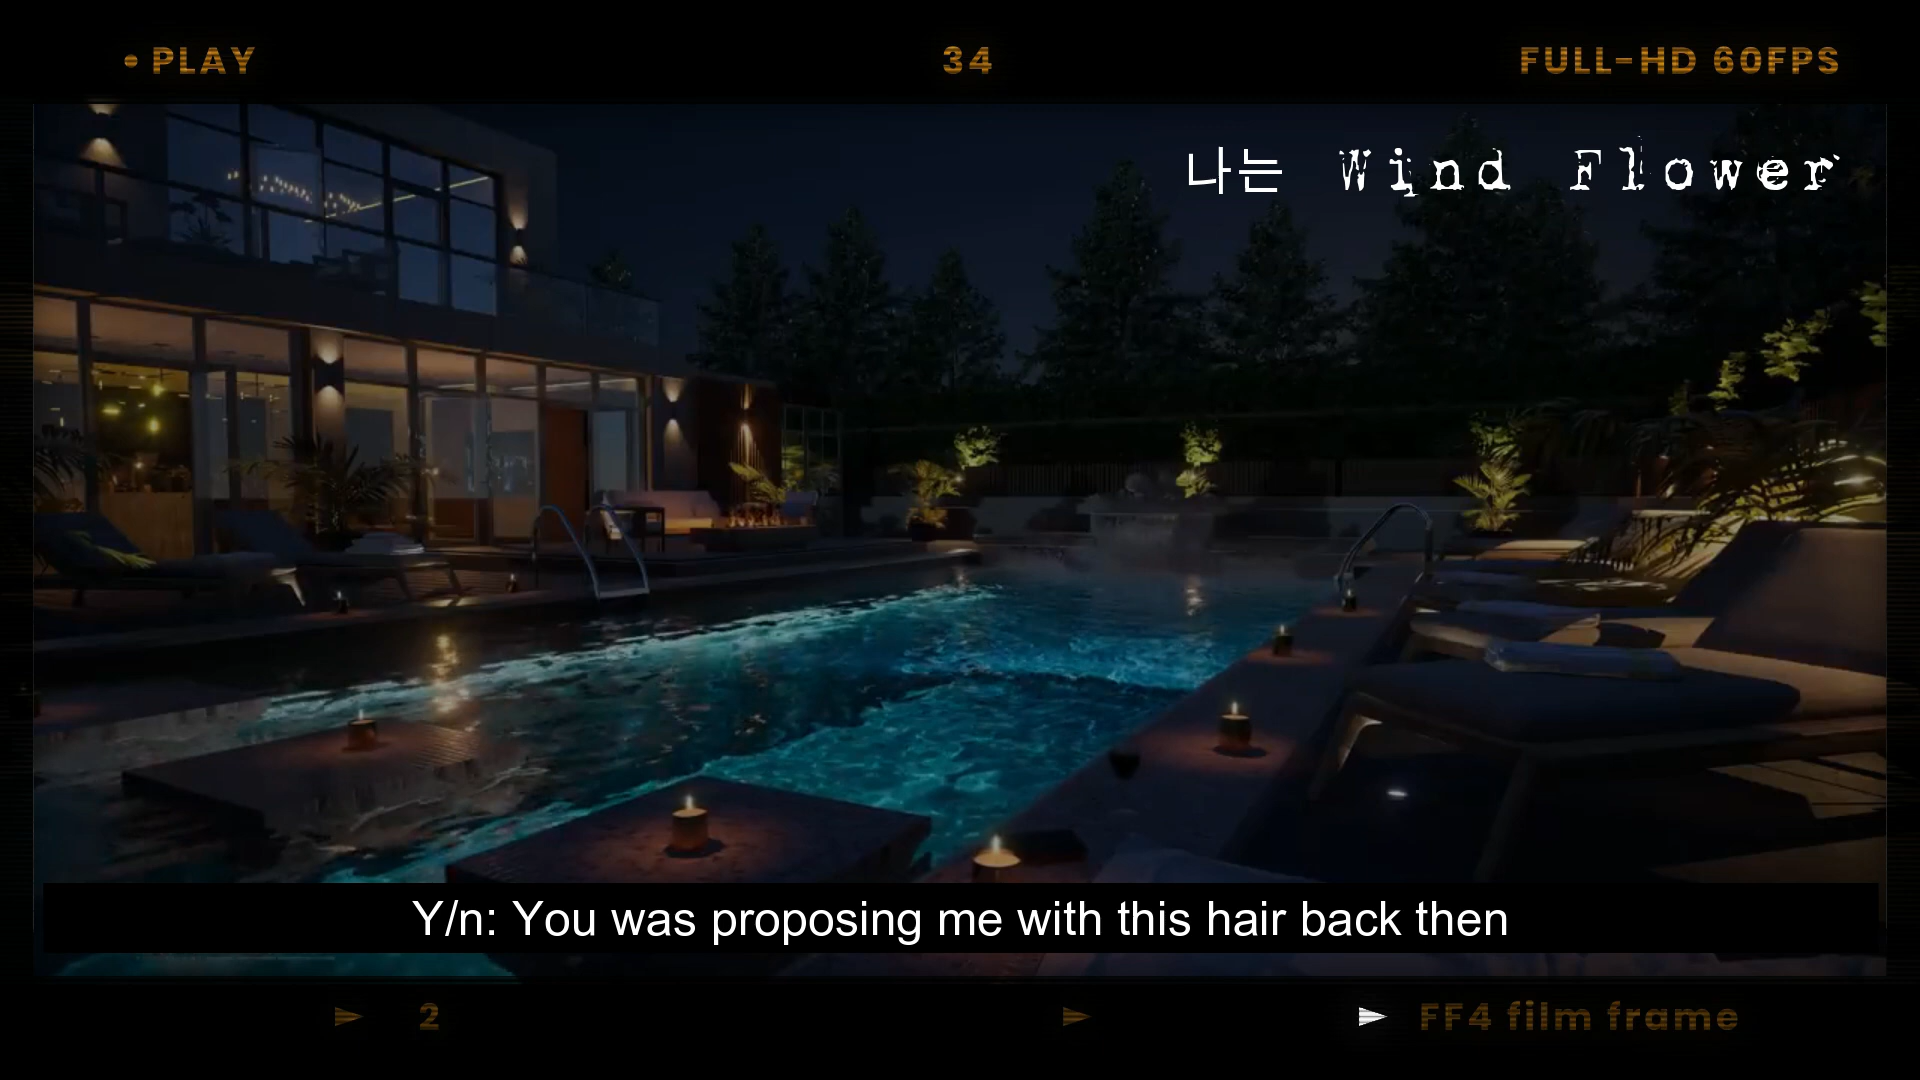 • PLAY
34
FULL-HD 60FPS
나는 Wind Flower
Y/n: You was proposing me with this hair back then
2
FF4 film frame